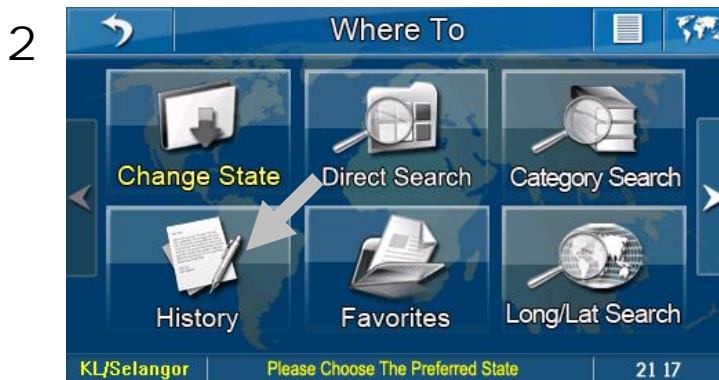 2
Where To
Change State
Direct Search
Category Search
History
Favorites
Long/Lat Search
KL/Selangor
Please Choose The Preferred State
21 17